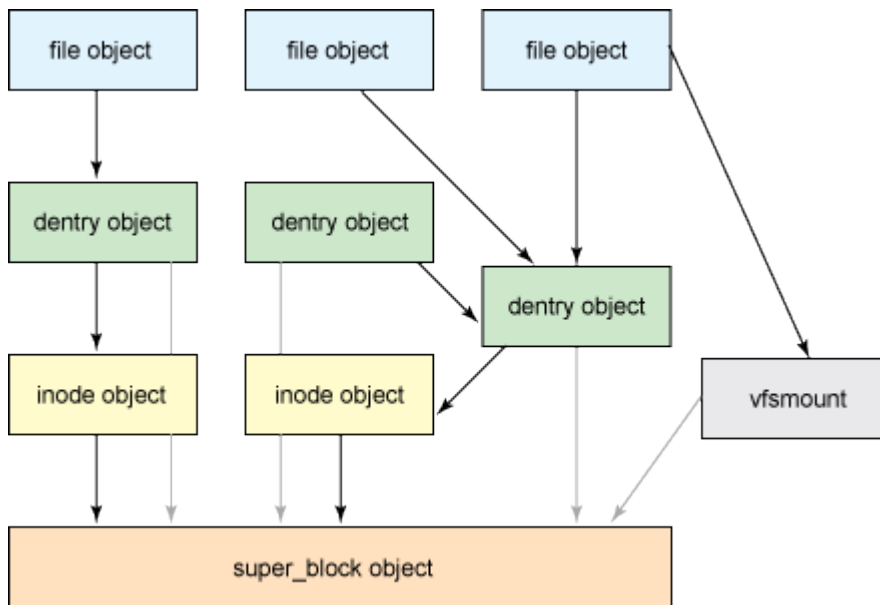 file object
file object
file object
dentry object
dentry object
dentry object
inode object
inode object
vfsmount
super_block object